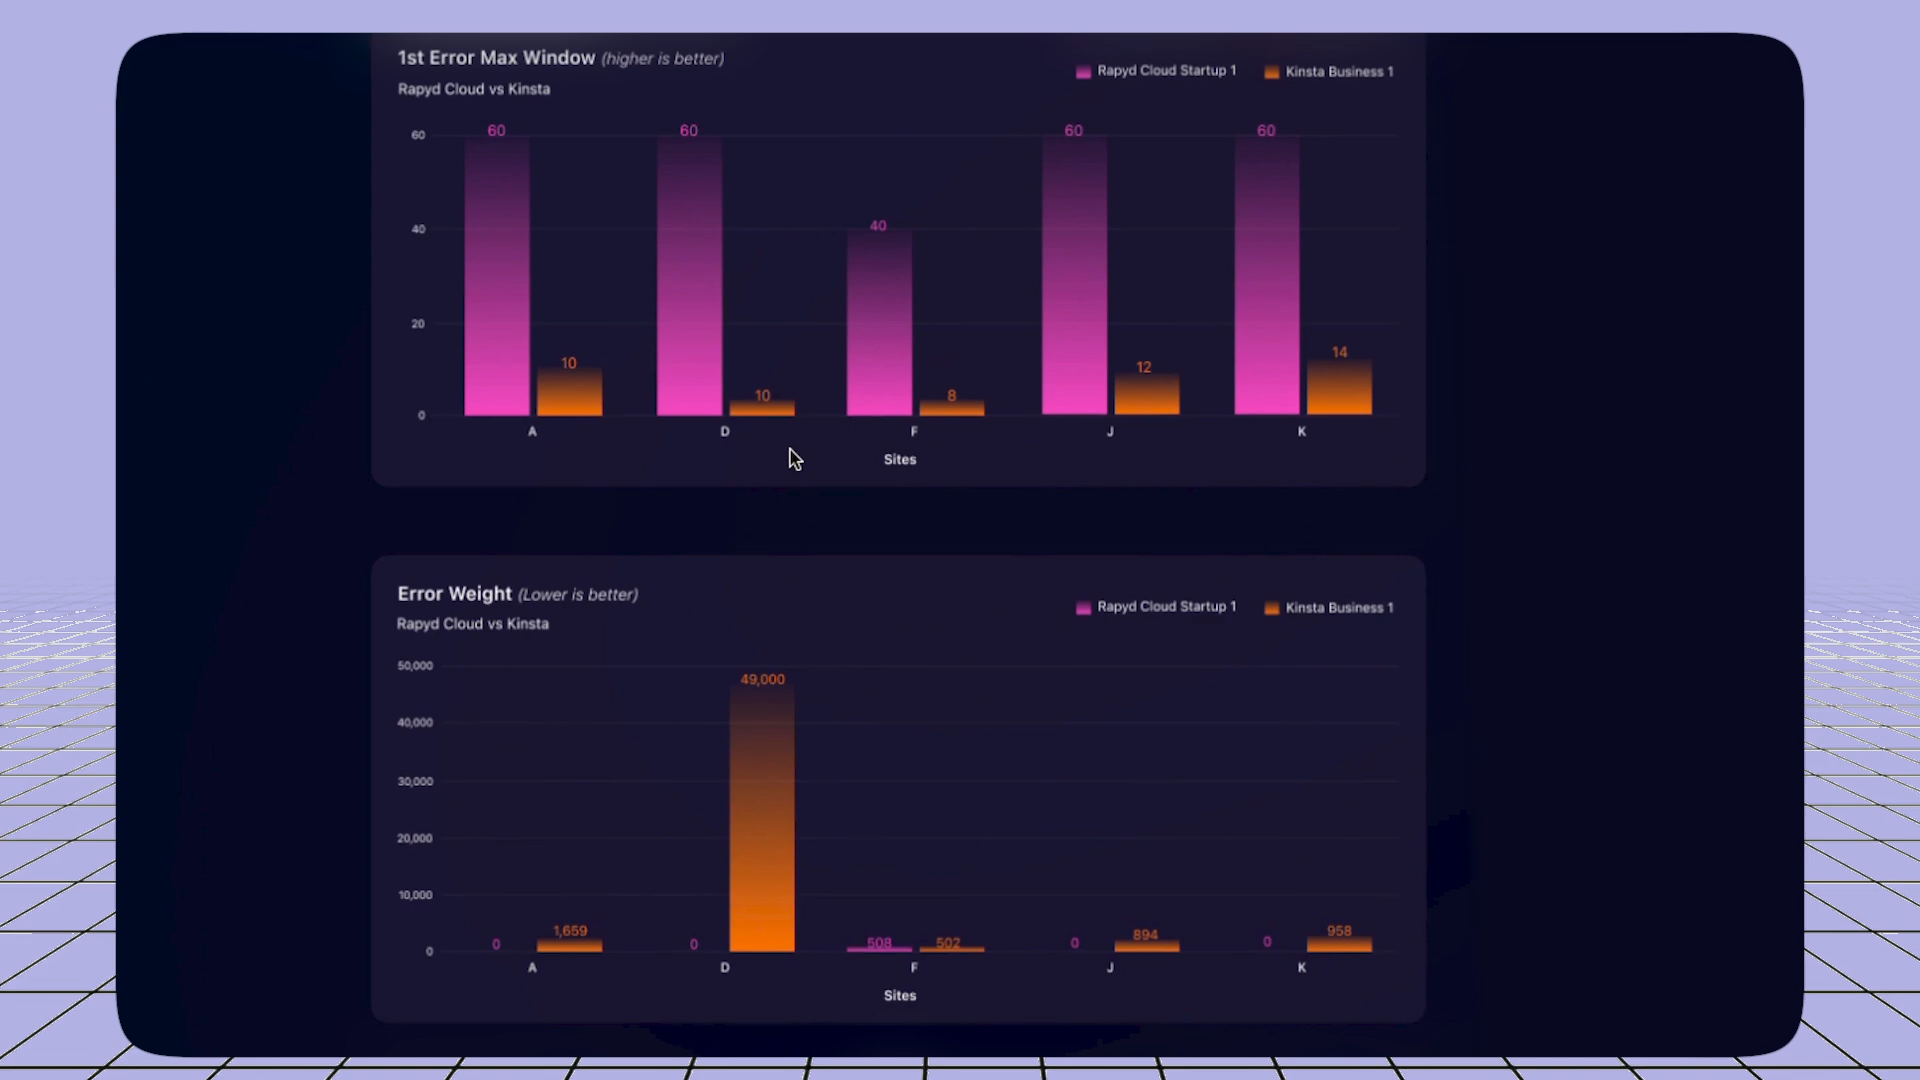 1st Error Max Window (higher is better)
Rapyd Cloud vs Kinsta
Rapyd Cloud Startup 1
Kinsta Business 1
60
40
20
0
60
10
60
10
40
8
60
12
60
14
A
D
F
J
K
Sites
Error Weight (Lower is better)
Rapyd Cloud vs Kinsta
Rapyd Cloud Startup 1
Kinsta Business 1
50,000
40,000
30,000
20,000
10,000
0
0
1,659
0
49,000
508
502
0
894
0
958
A
D
F
J
K
Sites